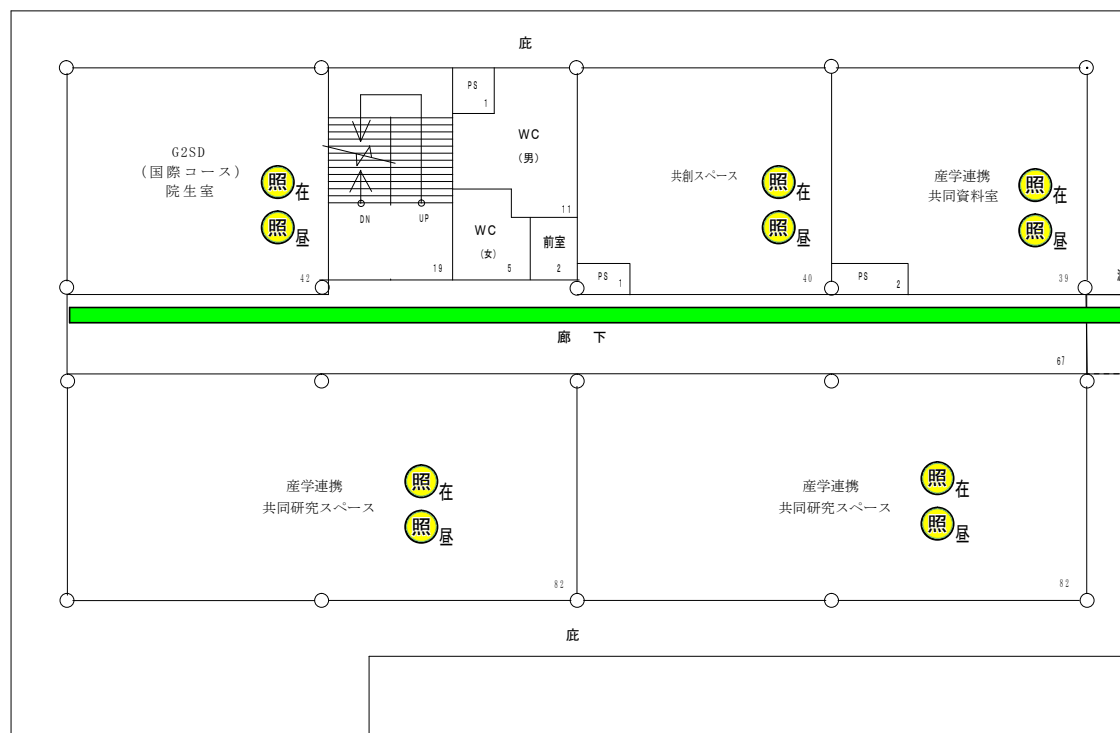 庇
PS
1
WC
(男)
11
G2SD
(国際コース)
院生室
照在
照昼
42
DN
UP
19
WC
(女)
5
前室
2
共創スペース
照在
照昼
40
PS
1
産学連携
共同資料室
照在
照昼
39
PS
2
廊 下
67
産学連携
共同研究スペース
照在
照昼
82
産学連携
共同研究スペース
照在
照昼
82
庇